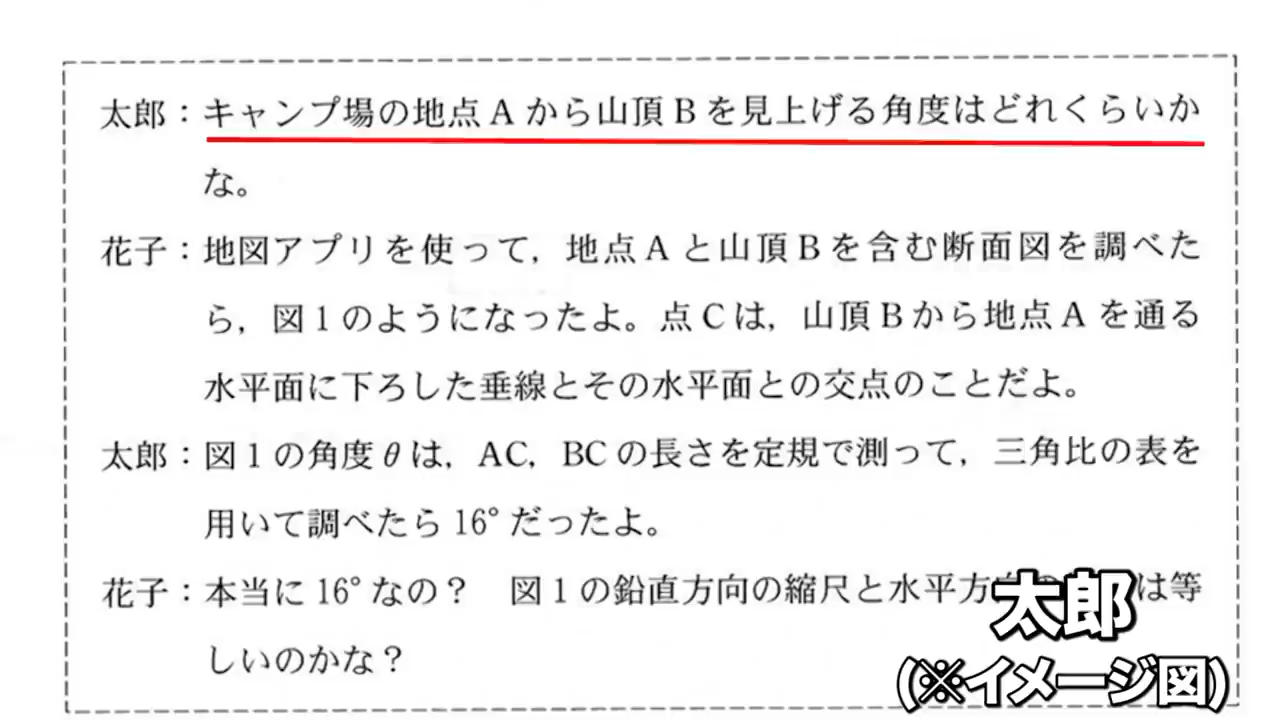 太郎：キャンプ場の地点Aから山頂Bを見上げる角度はどれくらいか
な。
花子：地図アプリを使って，地点Aと山頂Bを含む断面図を調べた
ら，図1のようになったよ。点Cは，山頂Bから地点Aを通る
水平面に下ろした垂線とその水平面との交点のことだよ。
太郎：図1の角度θは，AC，BCの長さを定規で測って，三角比の表を
用いて調べたら16°だったよ。
花子：本当に16°なの？　図1の鉛直方向の縮尺と水平方 は等
しいのかな？
太郎
(※イメージ図)